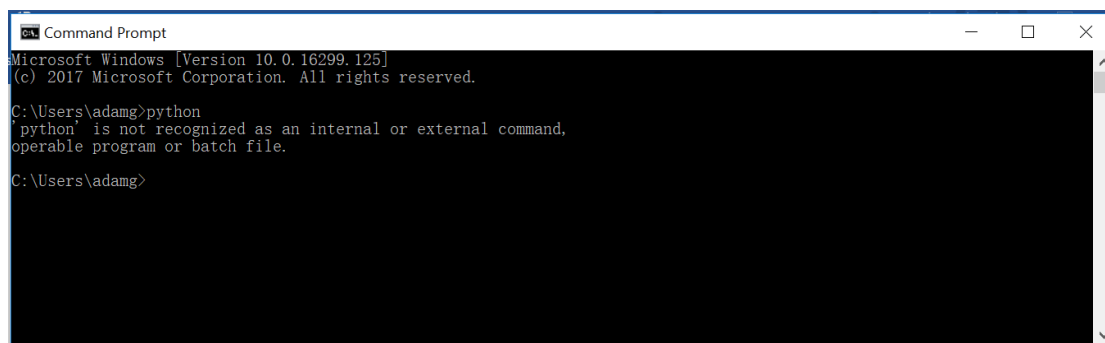 Command Prompt
Microsoft Windows [Version 10.0.16299.125]
(c) 2017 Microsoft Corporation. All rights reserved.
C:\Users\adamg>python
'python' is not recognized as an internal or external command,
operable program or batch file.
C:\Users\adamg>